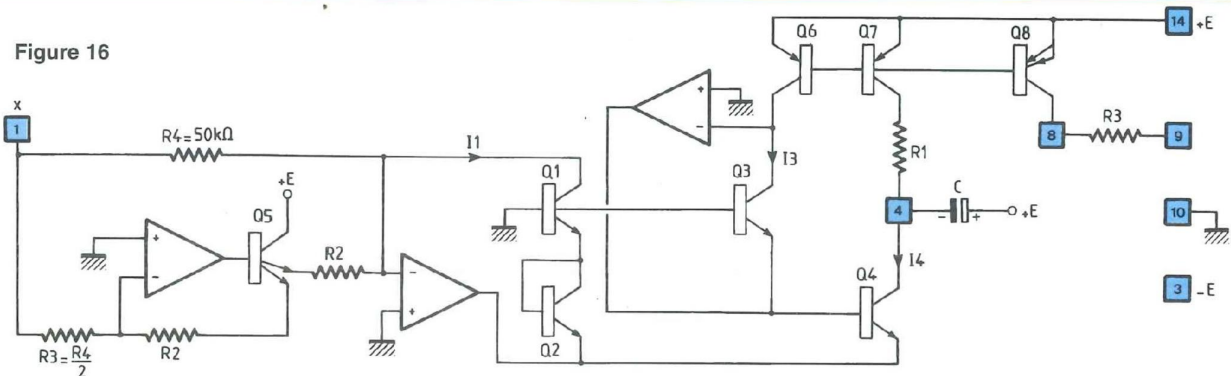 Figure 16
x
1
R4=50kΩ
I1
+E
Q5
+
-
R2
R3=R4/2
R2
-
+
Q1
Q2
+
-
Q3
I3
Q6
Q7
Q8
R1
4
C
-
+
+E
I4
Q4
8
R3
9
14
+E
10
3
-E